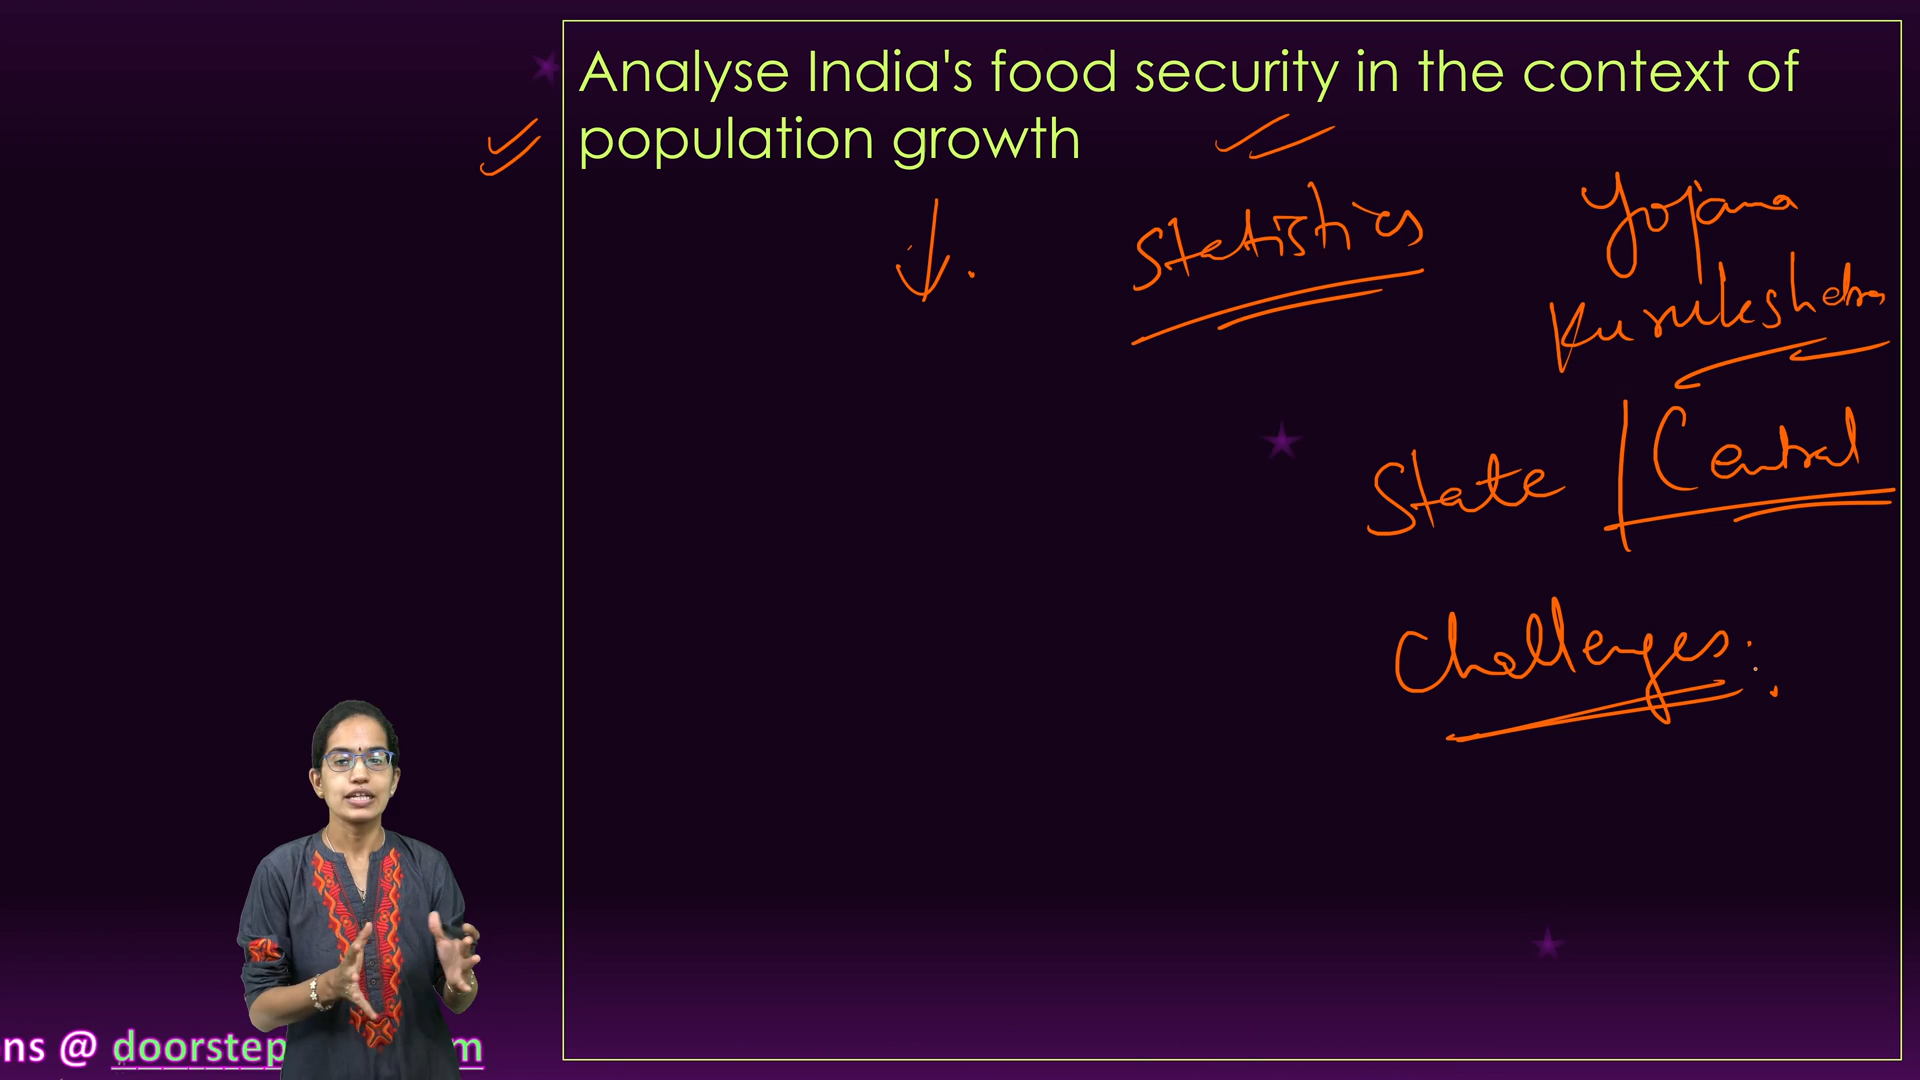 Analyse India's food security in the context of
population growth
Statistics
Yojana
Kurukshetra
State | Central
Challenges:
ns @ doorstep m